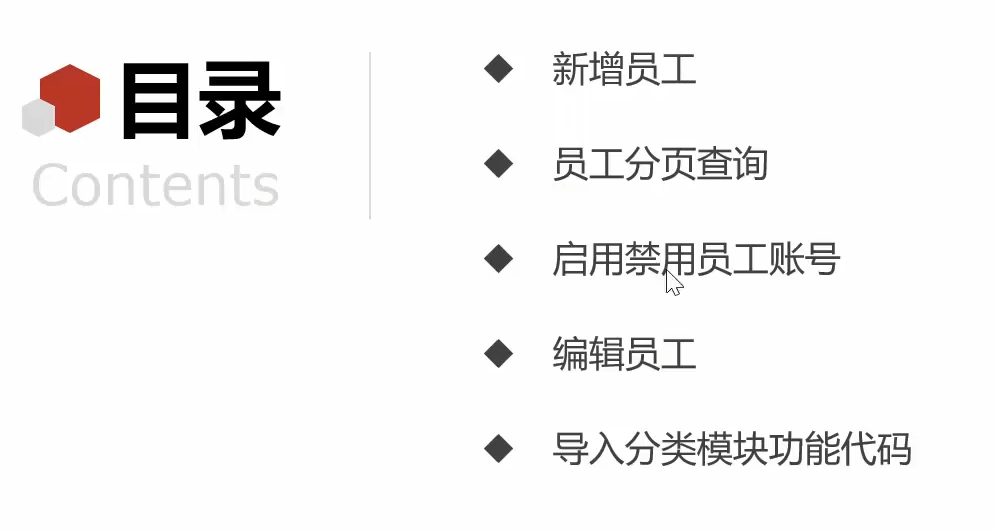 目录
Contents
新增员工
员工分页查询
启用禁用员工账号
编辑员工
导入分类模块功能代码